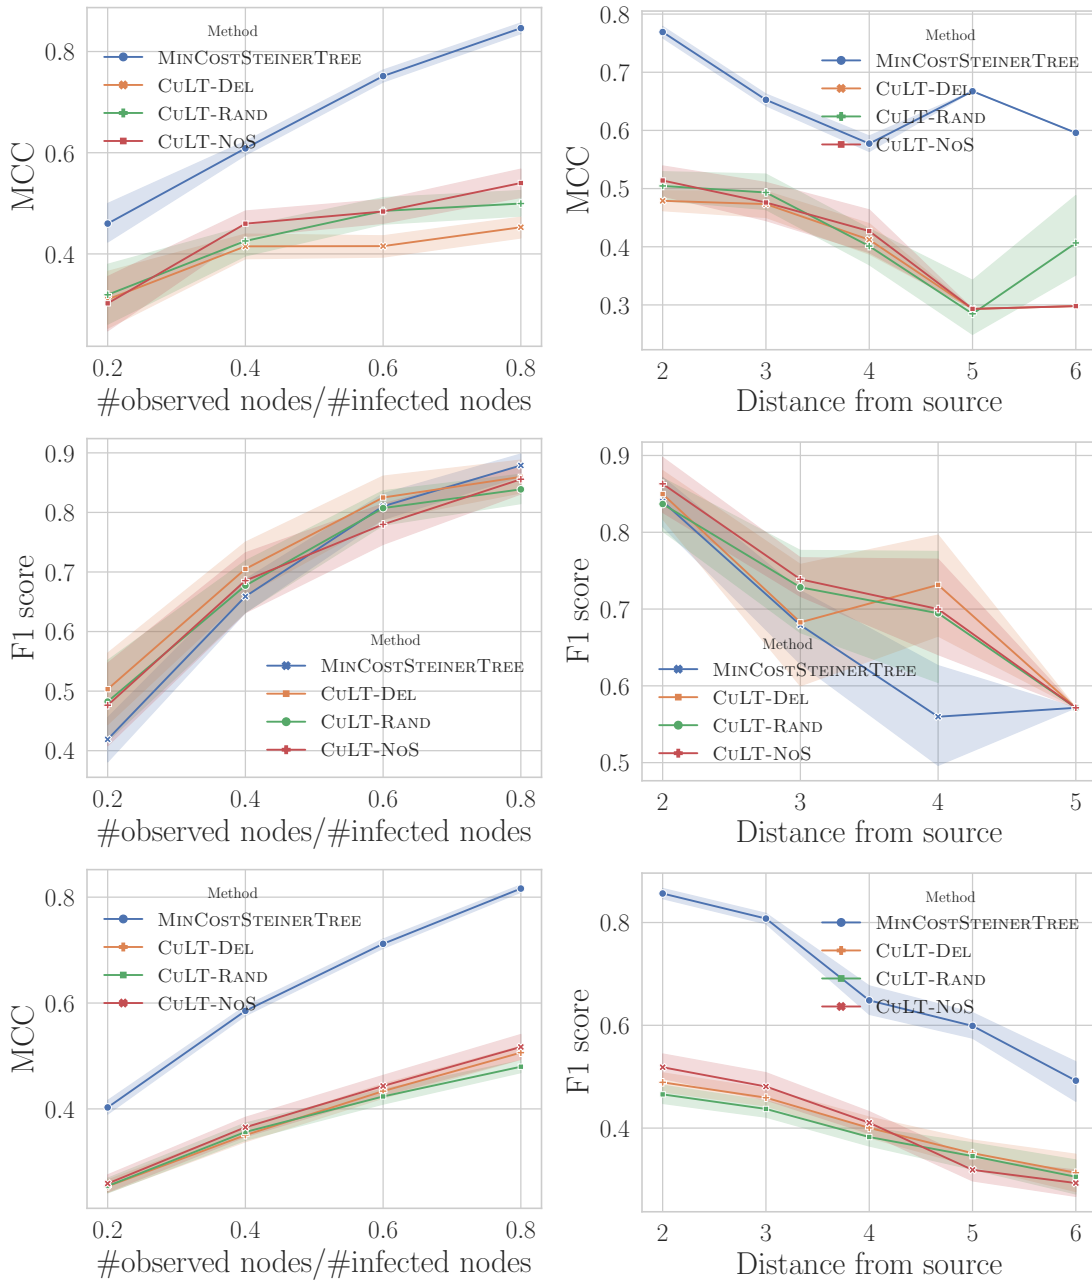 0.8
0.6
0.4
MCC
Method
MinCostSteinerTree
CuLT-Del
CuLT-Rand
CuLT-NoS
0.2 0.4 0.6 0.8
#observed nodes/#infected nodes
0.7
0.6
0.5
0.4
0.3
MCC
Method
MinCostSteinerTree
CuLT-Del
CuLT-Rand
CuLT-NoS
2 3 4 5 6
Distance from source
0.9
0.8
0.7
0.6
0.5
0.4
F1 score
Method
MinCostSteinerTree
CuLT-Del
CuLT-Rand
CuLT-NoS
0.2 0.4 0.6 0.8
#observed nodes/#infected nodes
0.9
0.8
0.7
0.6
0.5
F1 score
Method
MinCostSteinerTree
CuLT-Del
CuLT-Rand
CuLT-NoS
2 3 4 5
Distance from source
0.8
0.6
0.4
MCC
Method
MinCostSteinerTree
CuLT-Del
CuLT-Rand
CuLT-NoS
0.2 0.4 0.6 0.8
#observed nodes/#infected nodes
0.8
0.6
0.4
F1 score
Method
MinCostSteinerTree
CuLT-Del
CuLT-Rand
CuLT-NoS
2 3 4 5 6
Distance from source